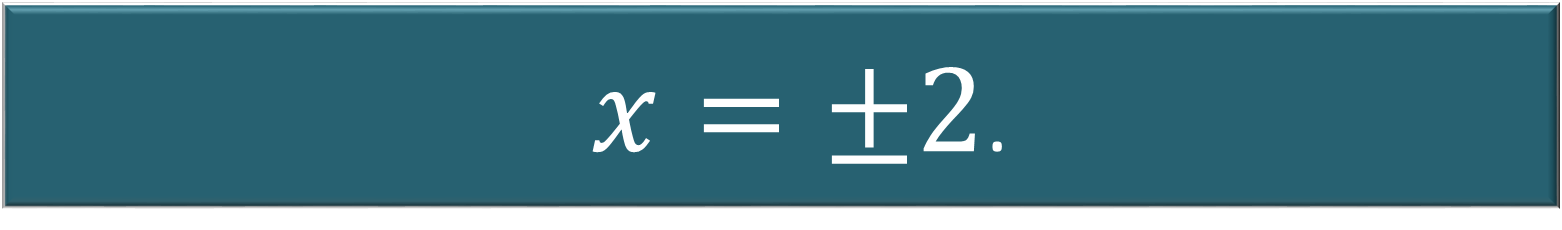 x = ±2.